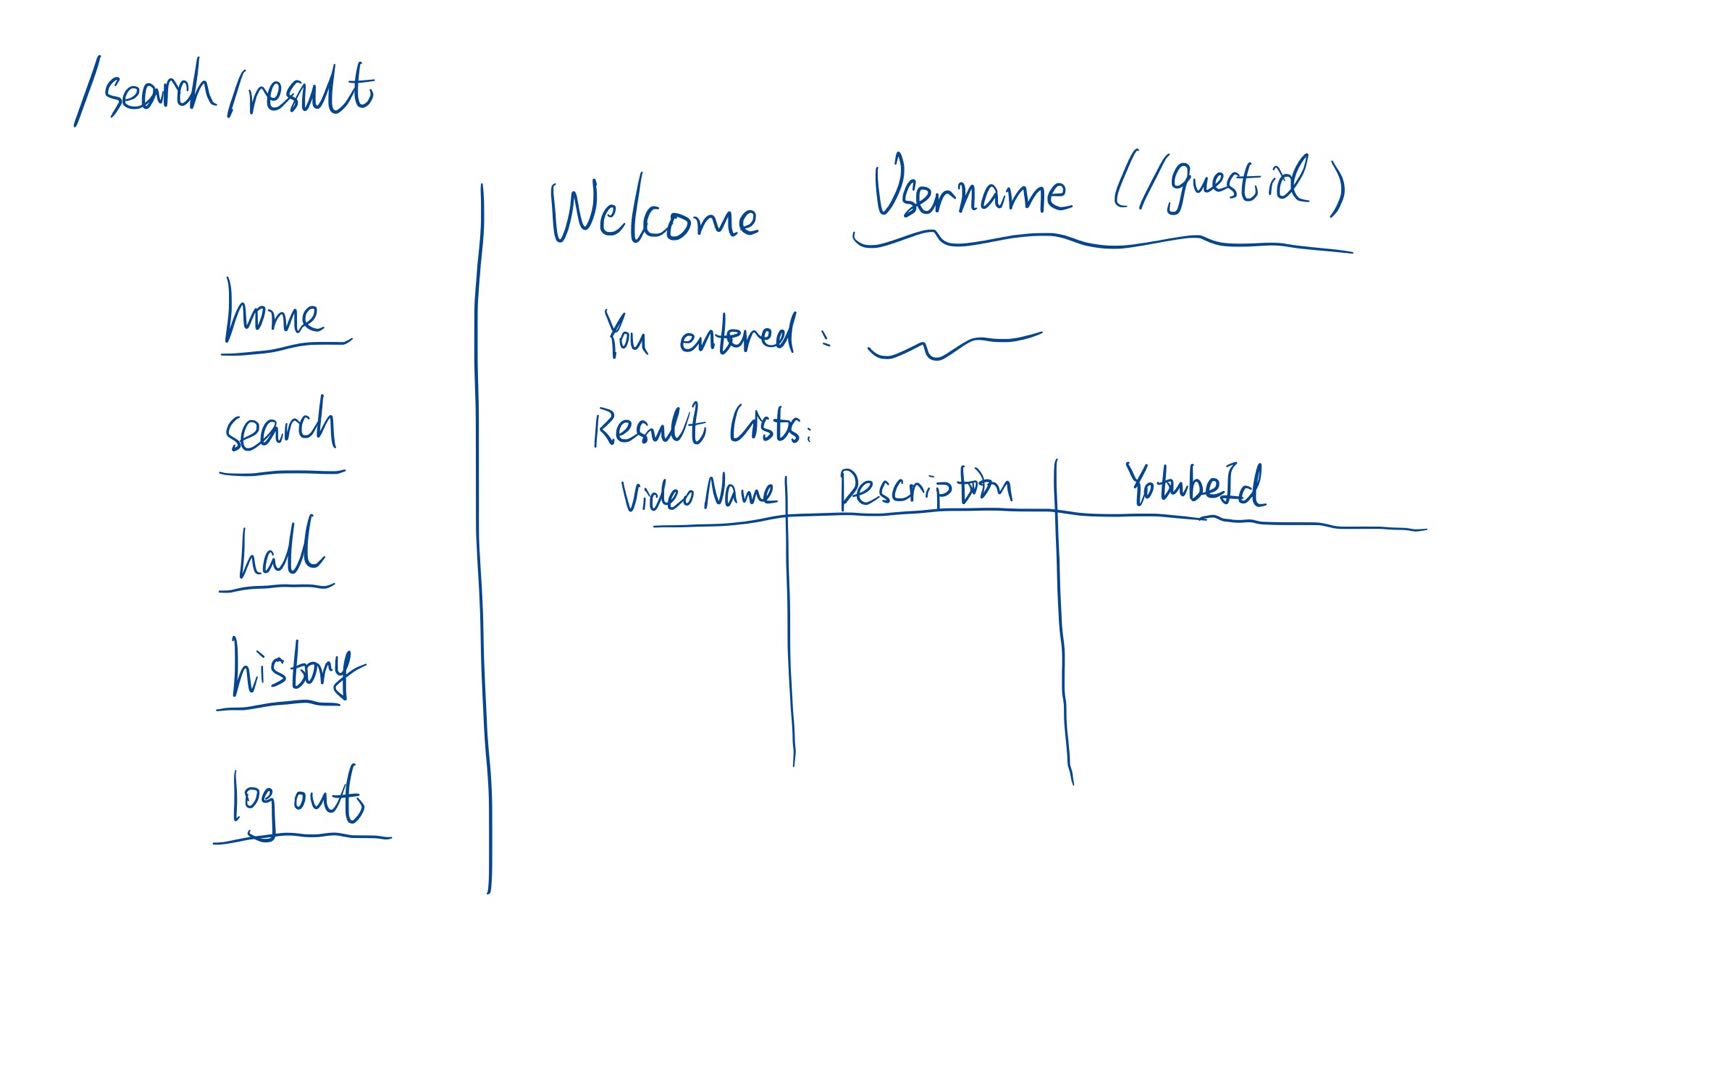 /search/result
Welcome Username (/guestid)
home
search
hall
history
log out
You entered :
Result Lists:
Video Name Description YotubeId